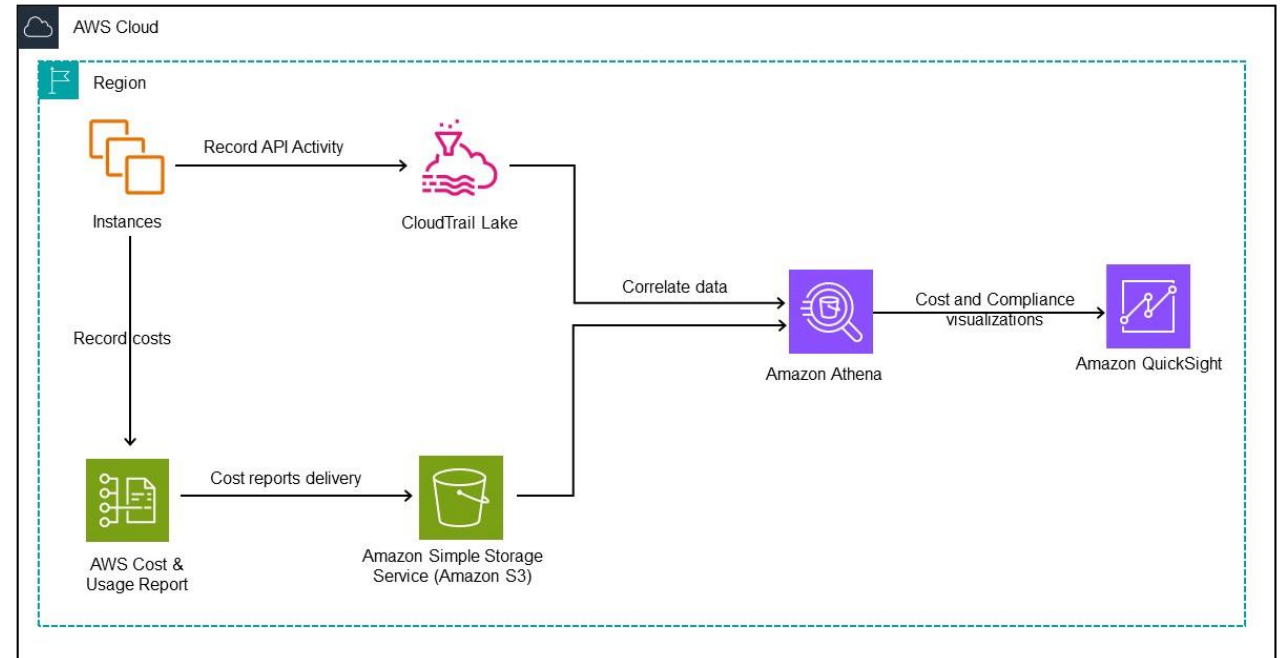 AWS Cloud
Region
Record API Activity
Instances
CloudTrail Lake
Correlate data
Cost and Compliance
visualizations
Record costs
Amazon Athena
Amazon QuickSight
Cost reports delivery
AWS Cost &
Usage Report
Amazon Simple Storage
Service (Amazon S3)